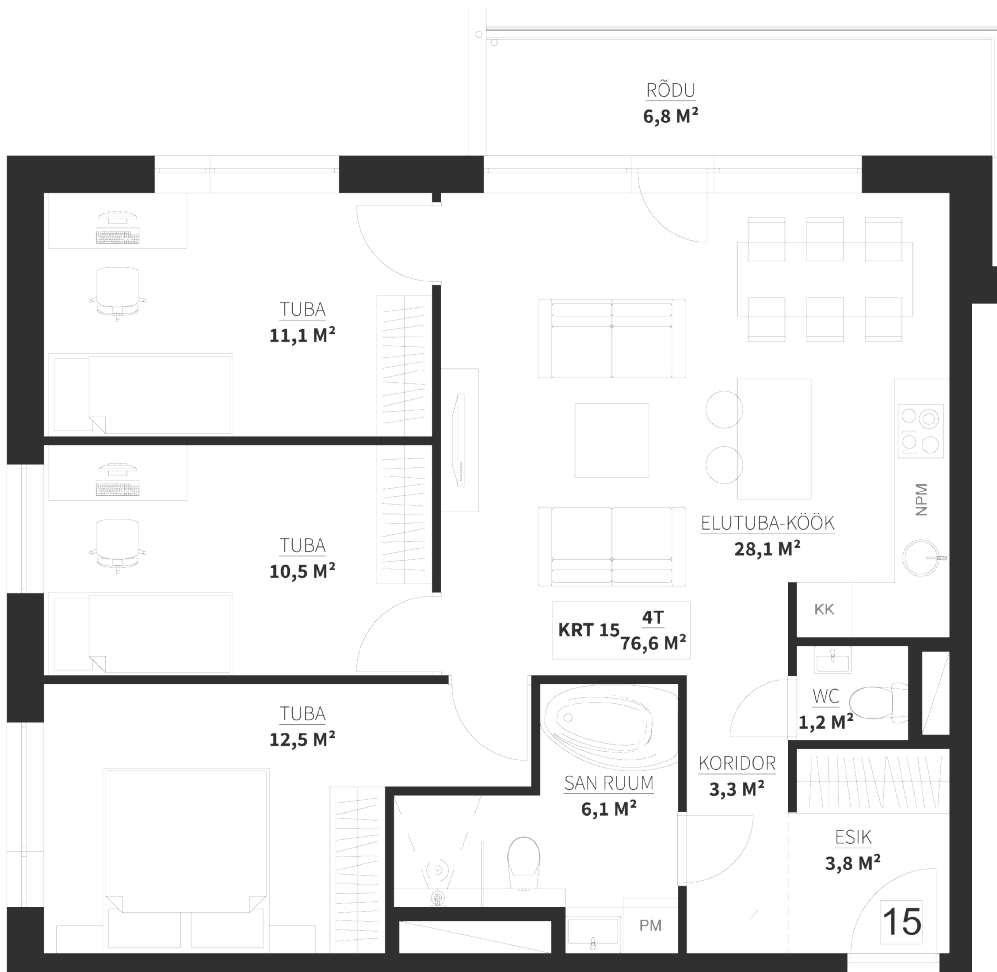 RÕDU
6,8 M²
TUBA
11,1 M²
NPM
ELUTUBA-KÖÖK
28,1 M²
TUBA
10,5 M²
KK
KRT 15 4T
76,6 M²
WC
1,2 M²
TUBA
12,5 M²
KORIDOR
3,3 M²
SAN RUUM
6,1 M²
ESIK
3,8 M²
PM
15